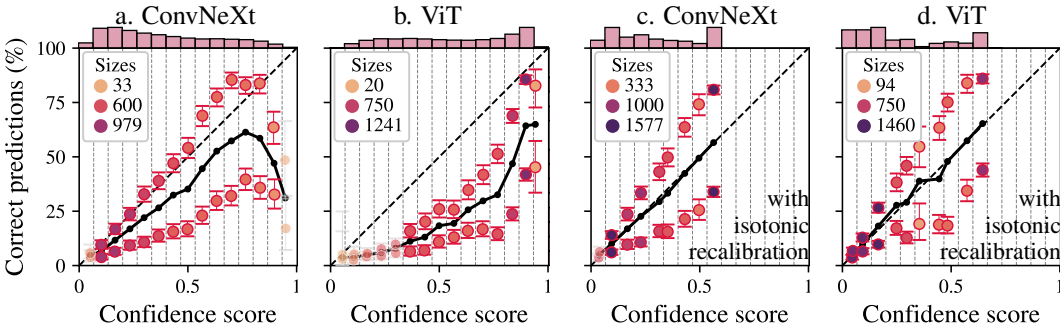 a. ConvNeXt
b. ViT
c. ConvNeXt
d. ViT
Correct predictions (%)
100
75
50
25
0
Sizes
33
600
979
Sizes
20
750
1241
Sizes
333
1000
1577
with
isotonic
recalibration
Sizes
94
750
1460
with
isotonic
recalibration
0 0.5 1
0 0.5 1
0 0.5 1
0 0.5 1
Confidence score
Confidence score
Confidence score
Confidence score